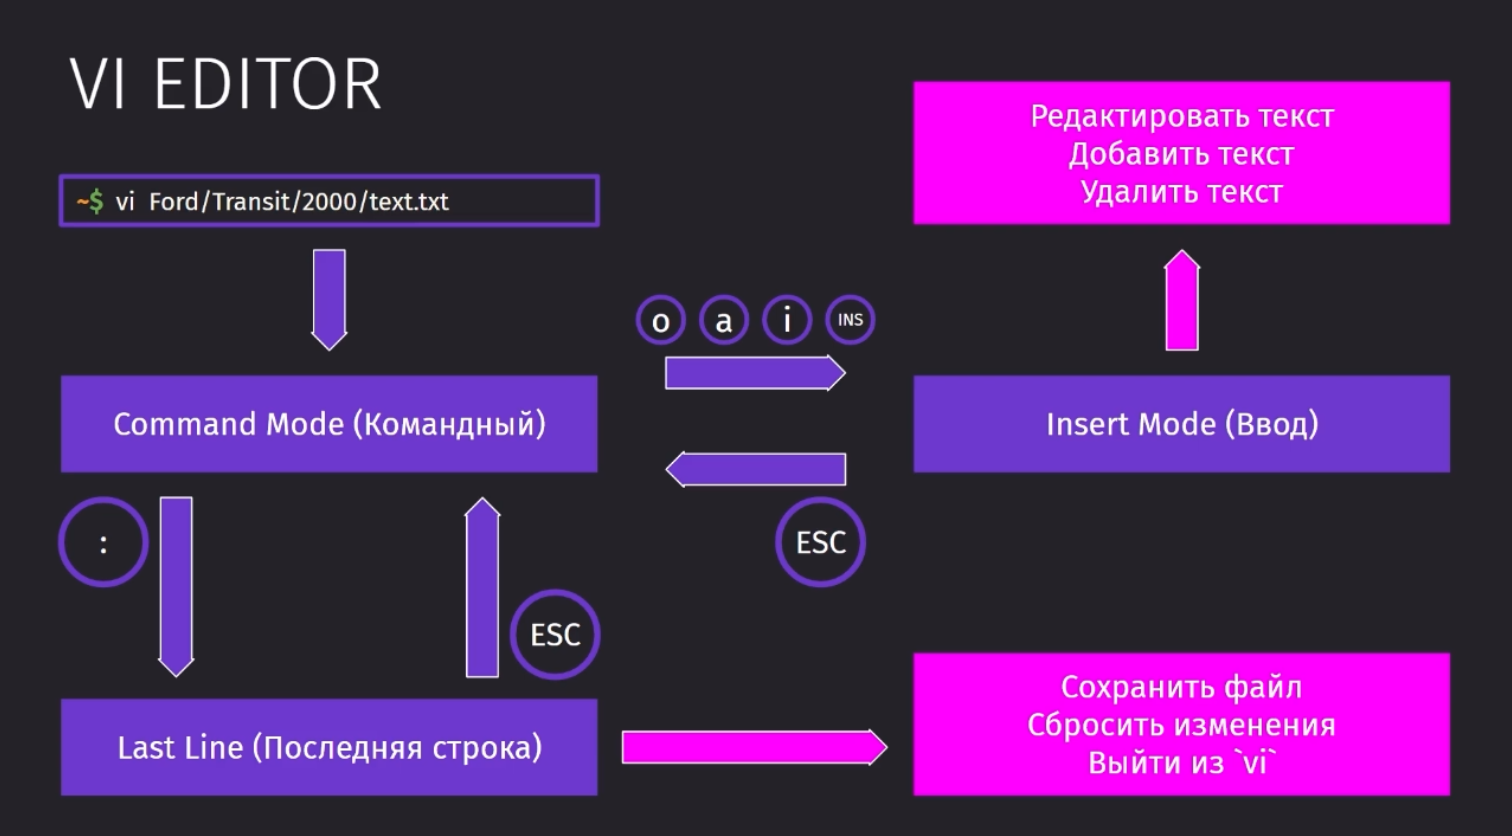 VI EDITOR
~$ vi Ford/Transit/2000/text.txt
Редактировать текст
Добавить текст
Удалить текст
o a i INS
Command Mode (Командный)
Insert Mode (Ввод)
:
ESC
ESC
Last Line (Последняя строка)
Сохранить файл
Сбросить изменения
Выйти из `vi`